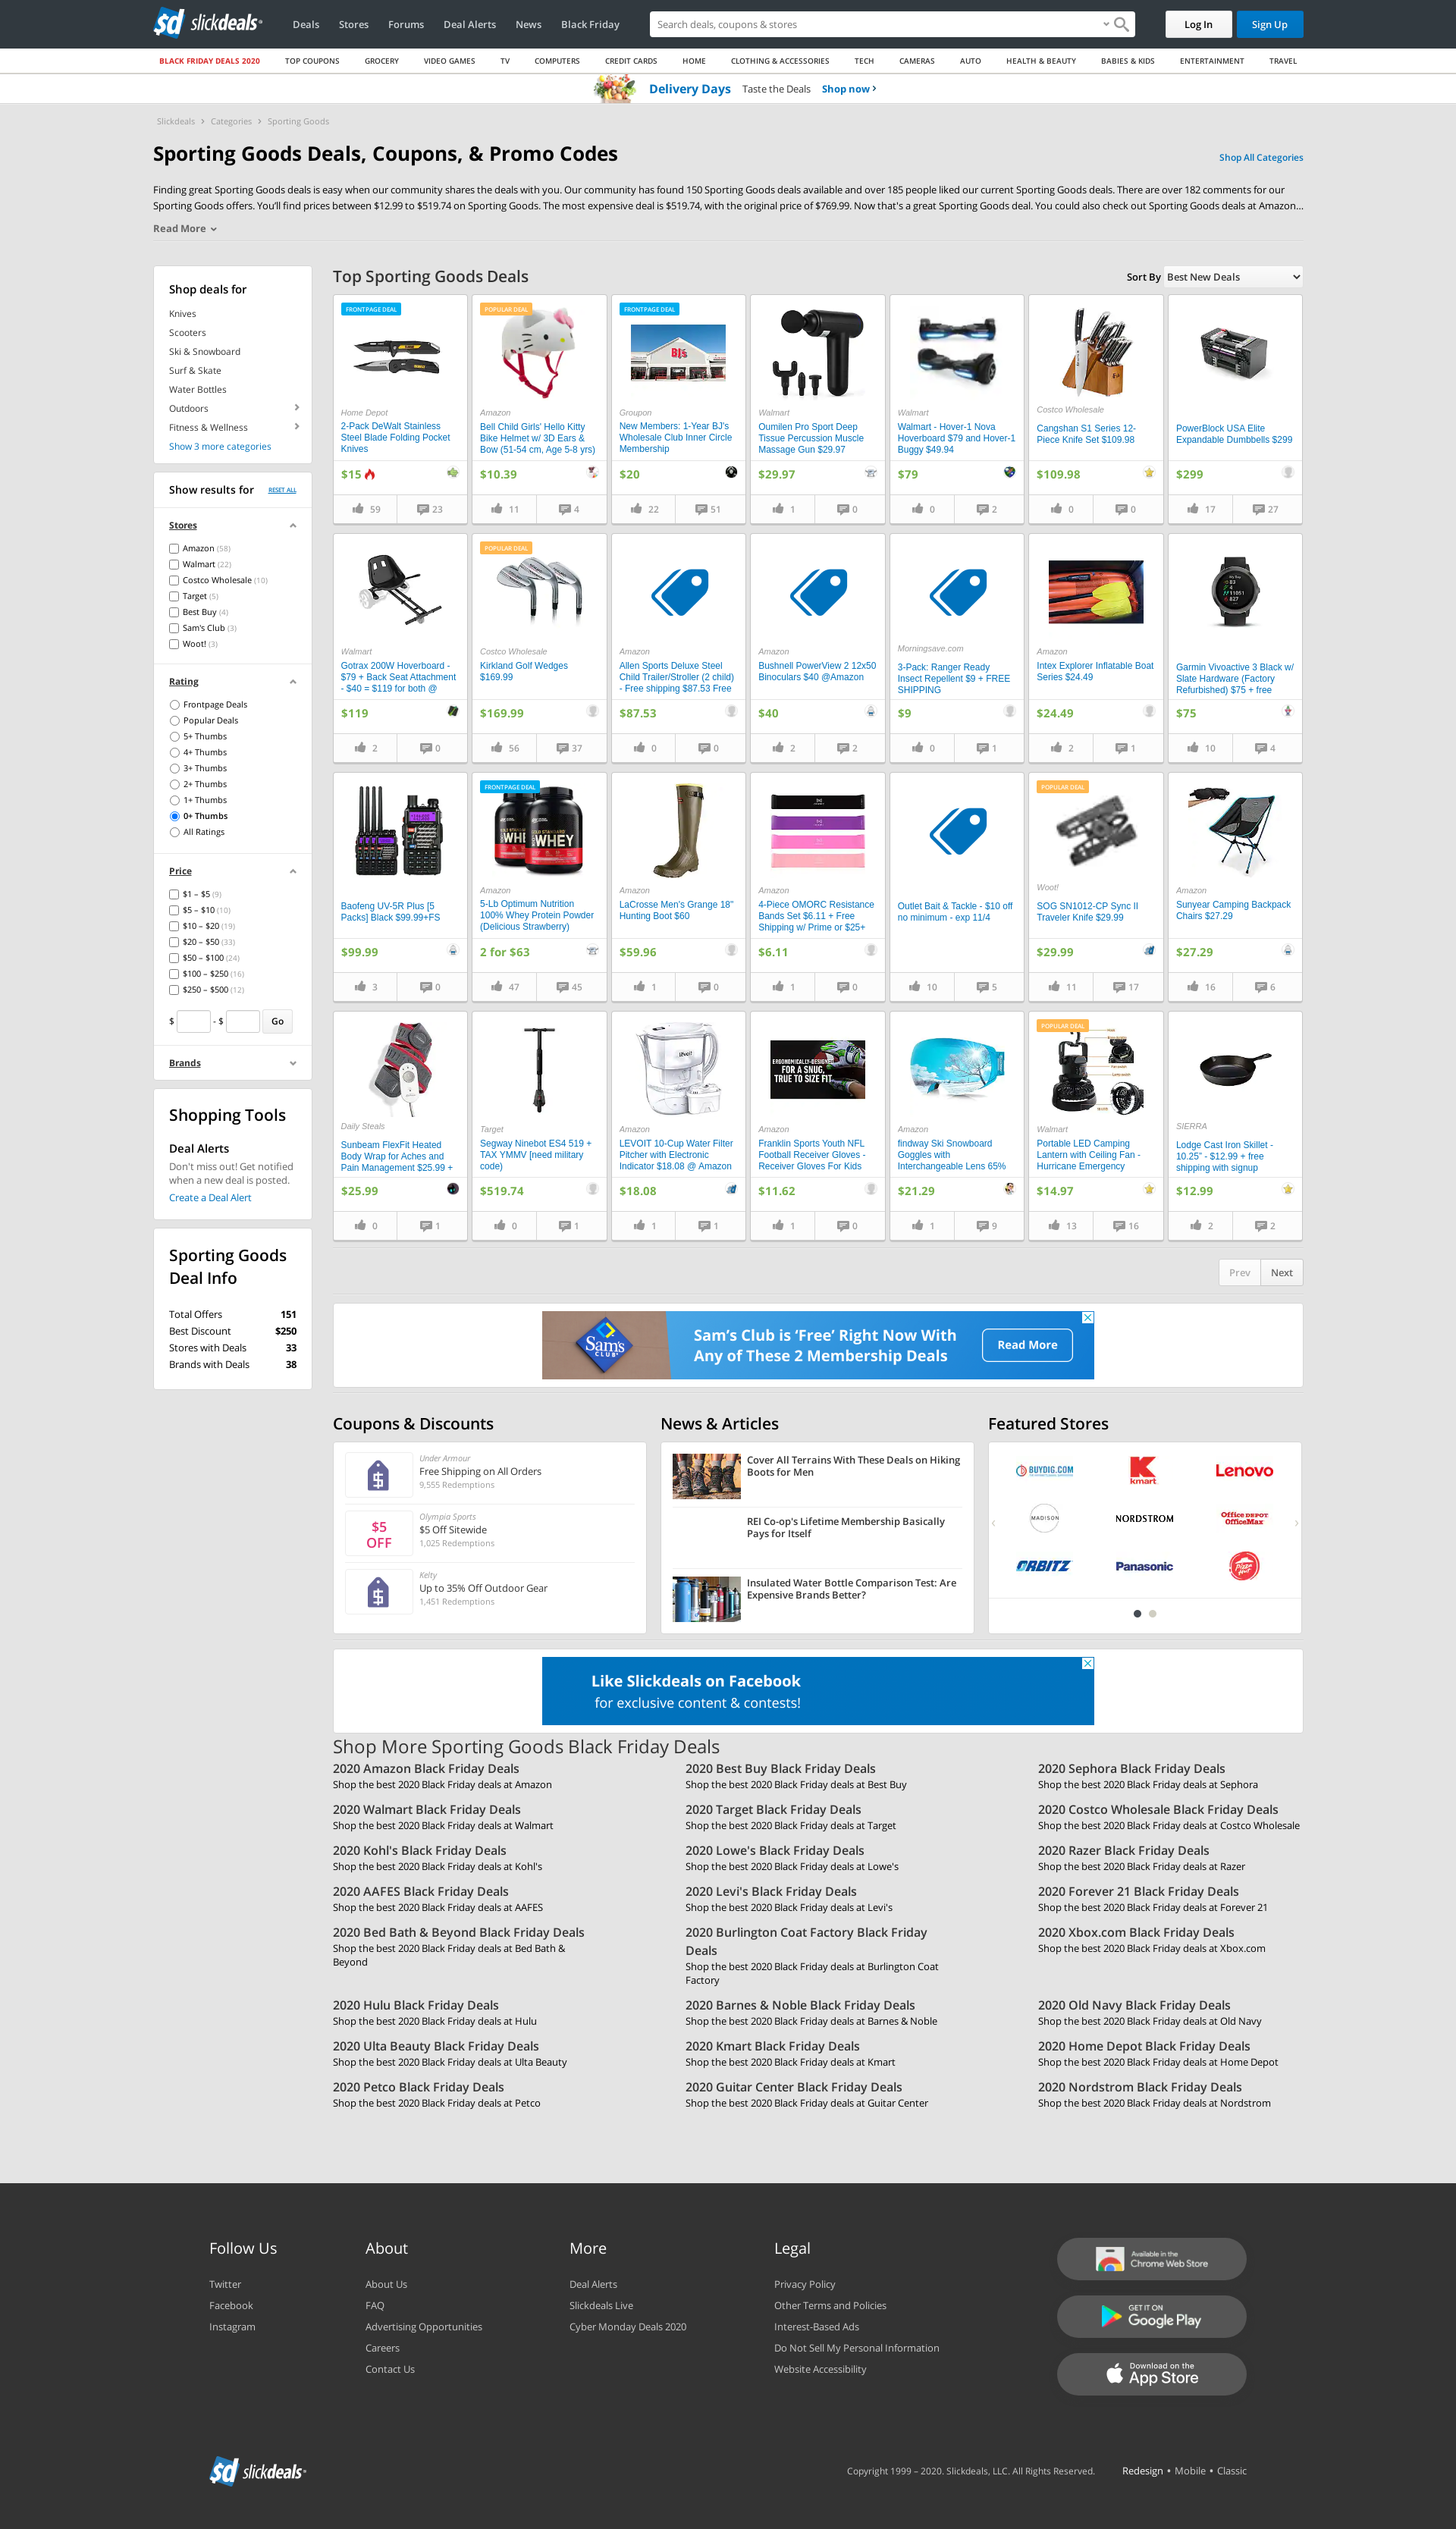 slickdeals
Deals Stores Forums Deal Alerts News Black Friday
Search deals, coupons & stores
Log In Sign Up
BLACK FRIDAY DEALS 2020 TOP COUPONS GROCERY VIDEO GAMES TV COMPUTERS CREDIT CARDS HOME CLOTHING & ACCESSORIES TECH CAMERAS AUTO HEALTH & BEAUTY BABIES & KIDS ENTERTAINMENT TRAVEL
Delivery Days Taste the Deals Shop now
Slickdeals Categories Sporting Goods
Sporting Goods Deals, Coupons, & Promo Codes
Shop All Categories
Finding great Sporting Goods deals is easy when our community shares the deals with you. Our community has found 150 Sporting Goods deals available and over 185 people liked our current Sporting Goods deals. There are over 182 comments for our
Sporting Goods offers. You'll find prices between $12.99 to $519.74 on Sporting Goods. The most expensive deal is $519.74, with the original price of $769.99. Now that's a great Sporting Goods deal. You could also check out Sporting Goods deals at Amazon...
Read More
Shop deals for
Knives
Scooters
Ski & Snowboard
Surf & Skate
Water Bottles
Outdoors
Fitness & Wellness
Show 3 more categories
Show results for RESET ALL
Stores
Amazon (58)
Walmart (22)
Costco Wholesale (10)
Target (5)
Best Buy (4)
Sam's Club (3)
Woot! (3)
Rating
Frontpage Deals
Popular Deals
5+ Thumbs
4+ Thumbs
3+ Thumbs
2+ Thumbs
1+ Thumbs
0+ Thumbs
All Ratings
Price
$1 – $5 (9)
$5 – $10 (10)
$10 – $20 (19)
$20 – $50 (33)
$50 – $100 (24)
$100 – $250 (16)
$250 – $500 (12)
$ - $ Go
Brands
Shopping Tools
Deal Alerts
Don't miss out! Get notified
when a new deal is posted.
Create a Deal Alert
Sporting Goods
Deal Info
Total Offers 151
Best Discount $250
Stores with Deals 33
Brands with Deals 38
Top Sporting Goods Deals
Sort By Best New Deals
FRONTPAGE DEAL
Home Depot
2-Pack DeWalt Stainless
Steel Blade Folding Pocket
Knives
$15
59 23
POPULAR DEAL
Amazon
Bell Child Girls' Hello Kitty
Bike Helmet w/ 3D Ears &
Bow (51-54 cm, Age 5-8 yrs)
$10.39
11 4
FRONTPAGE DEAL
BJ's
Groupon
New Members: 1-Year BJ's
Wholesale Club Inner Circle
Membership
$20
22 51
Walmart
Oumilen Pro Sport Deep
Tissue Percussion Muscle
Massage Gun $29.97
$29.97
1 0
Walmart
Walmart - Hover-1 Nova
Hoverboard $79 and Hover-1
Buggy $49.94
$79
0 2
Costco Wholesale
Cangshan S1 Series 12-
Piece Knife Set $109.98
$109.98
0 0
PowerBlock USA Elite
Expandable Dumbbells $299
$299
17 27
Walmart
Gotrax 200W Hoverboard -
$79 + Back Seat Attachment
- $40 = $119 for both @
$119
2 0
POPULAR DEAL
Costco Wholesale
Kirkland Golf Wedges
$169.99
$169.99
56 37
Amazon
Allen Sports Deluxe Steel
Child Trailer/Stroller (2 child)
- Free shipping $87.53 Free
$87.53
0 0
Amazon
Bushnell PowerView 2 12x50
Binoculars $40 @Amazon
$40
2 2
Morningsave.com
3-Pack: Ranger Ready
Insect Repellent $9 + FREE
SHIPPING
$9
0 1
Amazon
Intex Explorer Inflatable Boat
Series $24.49
$24.49
2 1
Garmin Vivoactive 3 Black w/
Slate Hardware (Factory
Refurbished) $75 + free
$75
10 4
Baofeng UV-5R Plus [5
Packs] Black $99.99+FS
$99.99
3 0
FRONTPAGE DEAL
WHEY
Amazon
5-Lb Optimum Nutrition
100% Whey Protein Powder
(Delicious Strawberry)
2 for $63
47 45
Amazon
LaCrosse Men's Grange 18"
Hunting Boot $60
$59.96
1 0
Amazon
4-Piece OMORC Resistance
Bands Set $6.11 + Free
Shipping w/ Prime or $25+
$6.11
1 0
Outlet Bait & Tackle - $10 off
no minimum - exp 11/4
10 5
POPULAR DEAL
Woot!
SOG SN1012-CP Sync II
Traveler Knife $29.99
$29.99
11 17
Amazon
Sunyear Camping Backpack
Chairs $27.29
$27.29
16 6
Daily Steals
Sunbeam FlexFit Heated
Body Wrap for Aches and
Pain Management $25.99 +
$25.99
0 1
Target
Segway Ninebot ES4 519 +
TAX YMMV [need military
code)
$519.74
0 1
levoit
Amazon
LEVOIT 10-Cup Water Filter
Pitcher with Electronic
Indicator $18.08 @ Amazon
$18.08
1 1
ERGONOMICALLY-DESIGNED
FOR A SNUG,
TRUE TO SIZE FIT
Amazon
Franklin Sports Youth NFL
Football Receiver Gloves -
Receiver Gloves For Kids
$11.62
1 0
Amazon
findway Ski Snowboard
Goggles with
Interchangeable Lens 65%
$21.29
1 9
POPULAR DEAL
Walmart
Portable LED Camping
Lantern with Ceiling Fan -
Hurricane Emergency
$14.97
13 16
SIERRA
Lodge Cast Iron Skillet -
10.25" - $12.99 + free
shipping with signup
$12.99
2 2
Prev Next
Sam's CLUB
Sam's Club is 'Free' Right Now With
Any of These 2 Membership Deals
Read More
Coupons & Discounts
Under Armour
Free Shipping on All Orders
9,555 Redemptions
$5
OFF
Olympia Sports
$5 Off Sitewide
1,025 Redemptions
Kelty
Up to 35% Off Outdoor Gear
1,451 Redemptions
News & Articles
Cover All Terrains With These Deals on Hiking
Boots for Men
REI Co-op's Lifetime Membership Basically
Pays for Itself
Insulated Water Bottle Comparison Test: Are
Expensive Brands Better?
Featured Stores
BUYDIG.COM kmart Lenovo
MADISON NORDSTROM Office DEPOT OfficeMax
ORBITZ Panasonic Pizza Hut
Like Slickdeals on Facebook
for exclusive content & contests!
Shop More Sporting Goods Black Friday Deals
2020 Amazon Black Friday Deals
Shop the best 2020 Black Friday deals at Amazon
2020 Best Buy Black Friday Deals
Shop the best 2020 Black Friday deals at Best Buy
2020 Sephora Black Friday Deals
Shop the best 2020 Black Friday deals at Sephora
2020 Walmart Black Friday Deals
Shop the best 2020 Black Friday deals at Walmart
2020 Target Black Friday Deals
Shop the best 2020 Black Friday deals at Target
2020 Costco Wholesale Black Friday Deals
Shop the best 2020 Black Friday deals at Costco Wholesale
2020 Kohl's Black Friday Deals
Shop the best 2020 Black Friday deals at Kohl's
2020 Lowe's Black Friday Deals
Shop the best 2020 Black Friday deals at Lowe's
2020 Razer Black Friday Deals
Shop the best 2020 Black Friday deals at Razer
2020 AAFES Black Friday Deals
Shop the best 2020 Black Friday deals at AAFES
2020 Levi's Black Friday Deals
Shop the best 2020 Black Friday deals at Levi's
2020 Forever 21 Black Friday Deals
Shop the best 2020 Black Friday deals at Forever 21
2020 Bed Bath & Beyond Black Friday Deals
Shop the best 2020 Black Friday deals at Bed Bath &
Beyond
2020 Burlington Coat Factory Black Friday
Deals
Shop the best 2020 Black Friday deals at Burlington Coat
Factory
2020 Xbox.com Black Friday Deals
Shop the best 2020 Black Friday deals at Xbox.com
2020 Hulu Black Friday Deals
Shop the best 2020 Black Friday deals at Hulu
2020 Barnes & Noble Black Friday Deals
Shop the best 2020 Black Friday deals at Barnes & Noble
2020 Old Navy Black Friday Deals
Shop the best 2020 Black Friday deals at Old Navy
2020 Ulta Beauty Black Friday Deals
Shop the best 2020 Black Friday deals at Ulta Beauty
2020 Kmart Black Friday Deals
Shop the best 2020 Black Friday deals at Kmart
2020 Home Depot Black Friday Deals
Shop the best 2020 Black Friday deals at Home Depot
2020 Petco Black Friday Deals
Shop the best 2020 Black Friday deals at Petco
2020 Guitar Center Black Friday Deals
Shop the best 2020 Black Friday deals at Guitar Center
2020 Nordstrom Black Friday Deals
Shop the best 2020 Black Friday deals at Nordstrom
Follow Us
Twitter
Facebook
Instagram
About
About Us
FAQ
Advertising Opportunities
Careers
Contact Us
More
Deal Alerts
Slickdeals Live
Cyber Monday Deals 2020
Legal
Privacy Policy
Other Terms and Policies
Interest-Based Ads
Do Not Sell My Personal Information
Website Accessibility
Available in the
Chrome Web Store
GET IT ON
Google Play
Download on the
App Store
slickdeals
Copyright 1999 – 2020. Slickdeals, LLC. All Rights Reserved. Redesign • Mobile • Classic